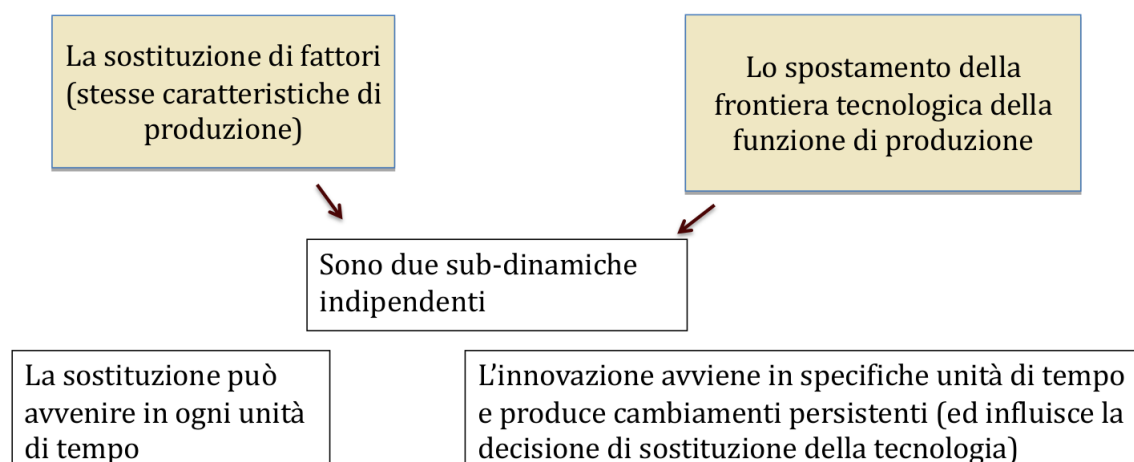 La sostituzione di fattori
(stesse caratteristiche di
produzione)
Lo spostamento della
frontiera tecnologica della
funzione di produzione
Sono due sub-dinamiche
indipendenti
La sostituzione può
avvenire in ogni unità
di tempo
L'innovazione avviene in specifiche unità di tempo
e produce cambiamenti persistenti (ed influisce la
decisione di sostituzione della tecnologia)